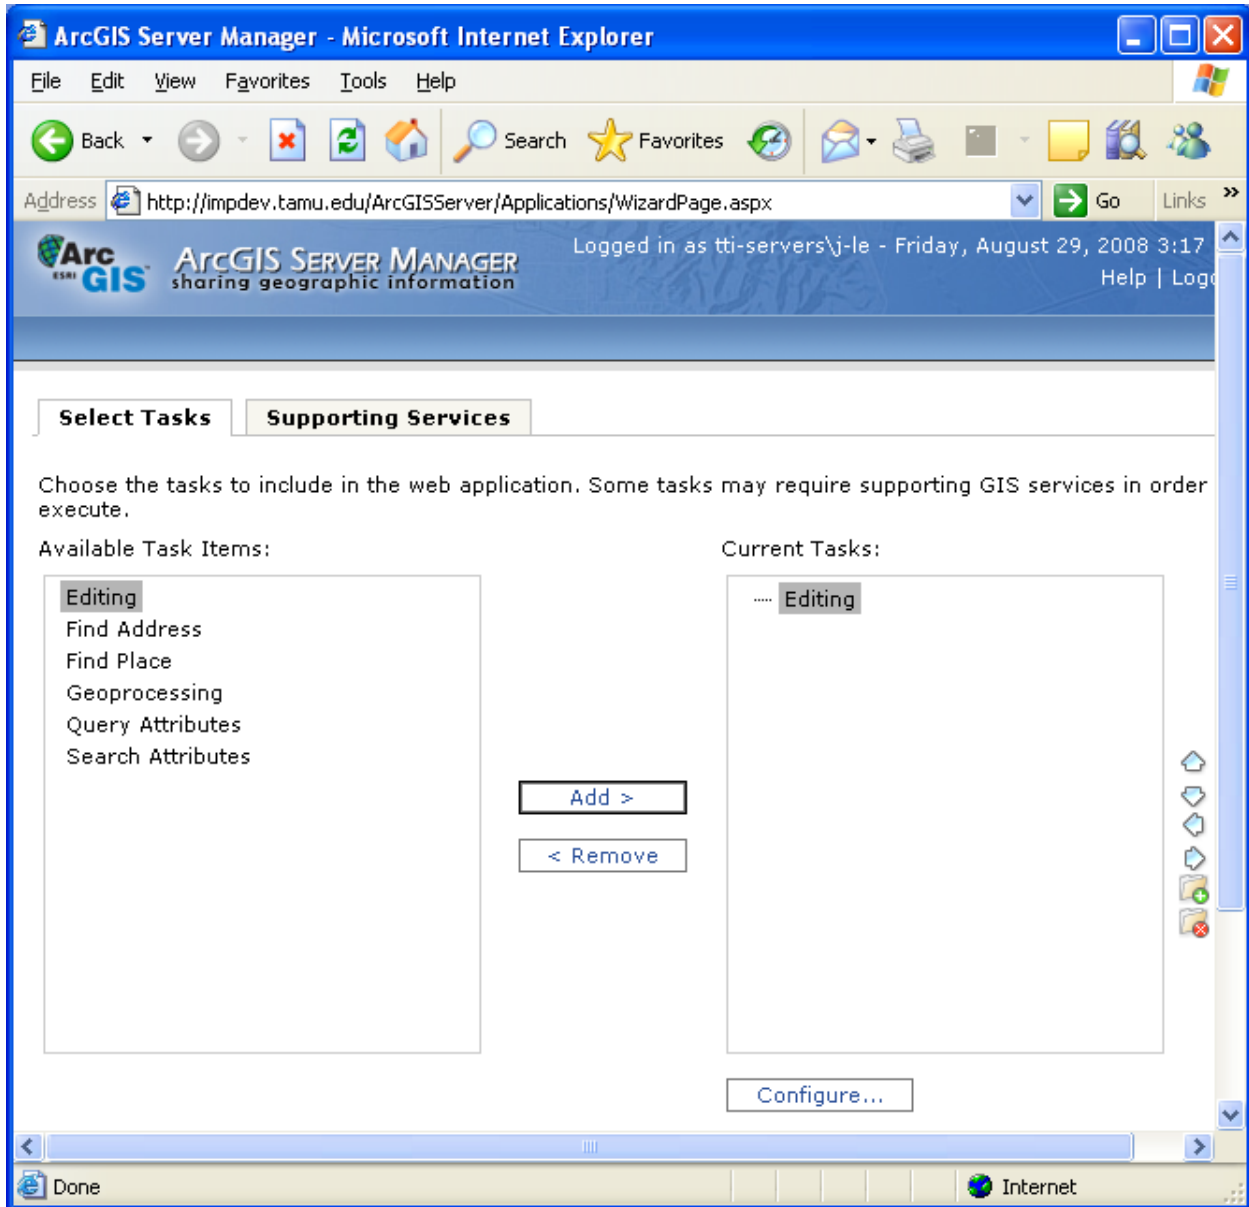 ArcGIS Server Manager - Microsoft Internet Explorer
File Edit View Favorites Tools Help
Back Search Favorites
Address http://impdev.tamu.edu/ArcGISServer/Applications/WizardPage.aspx Go Links »
Arc
ESRI GIS
ArcGIS Server Manager
sharing geographic information
Logged in as tti-servers\j-le - Friday, August 29, 2008 3:17
Help | Logo
Select Tasks Supporting Services
Choose the tasks to include in the web application. Some tasks may require supporting GIS services in order
execute.
Available Task Items: Current Tasks:
Editing Editing
Find Address
Find Place
Geoprocessing
Query Attributes
Search Attributes
Add >
< Remove
Configure...
Done Internet